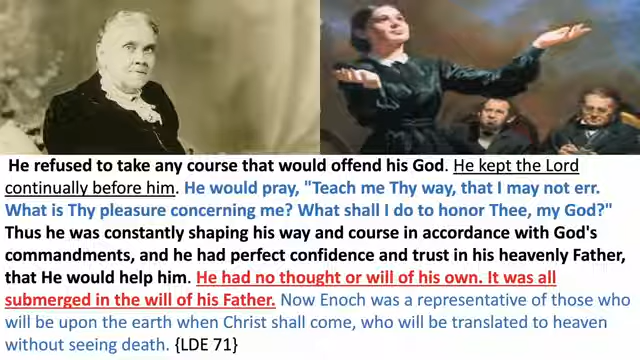 He refused to take any course that would offend his God. He kept the Lord
continually before him. He would pray, "Teach me Thy way, that I may not err.
What is Thy pleasure concerning me? What shall I do to honor Thee, my God?"
Thus he was constantly shaping his way and course in accordance with God's
commandments, and he had perfect confidence and trust in his heavenly Father,
that He would help him. He had no thought or will of his own. It was all
submerged in the will of his Father. Now Enoch was a representative of those who
will be upon the earth when Christ shall come, who will be translated to heaven
without seeing death. {LDE 71}